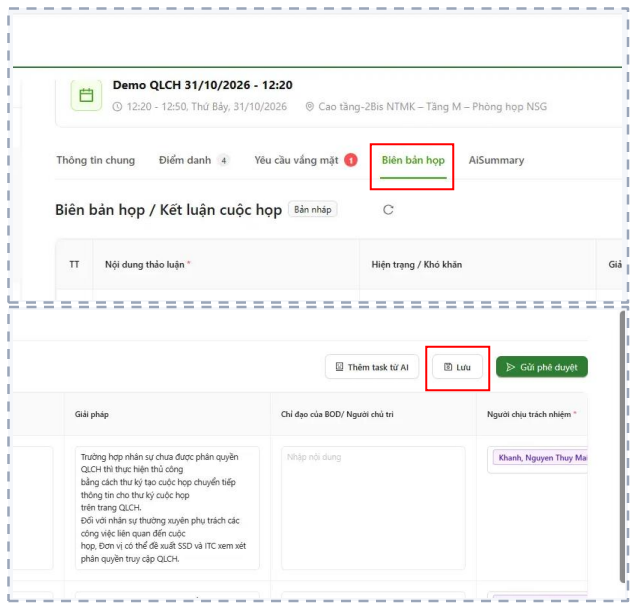 Demo QLCH 31/10/2026 - 12:20
12:20 - 12:50, Thứ Bảy, 31/10/2026 Cao tầng-2Bis NTMK – Tầng M – Phòng họp NSG
Thông tin chung Điểm danh 4 Yêu cầu vắng mặt 1 Biên bản họp AiSummary
Biên bản họp / Kết luận cuộc họp Bản nháp
TT Nội dung thảo luận * Hiện trạng / Khó khăn Giả
Thêm task từ AI Lưu Gửi phê duyệt
Giải pháp Chỉ đạo của BOD/ Người chủ trì Người chịu trách nhiệm *
Trường hợp nhân sự chưa được phân quyền Nhập nội dung Khanh, Nguyen Thuy Mai
QLCH thì thực hiện thủ công
bằng cách thư ký tạo cuộc họp chuyển tiếp
thông tin cho thư ký cuộc họp
trên trang QLCH.
Đối với nhân sự thường xuyên phụ trách các
công việc liên quan đến cuộc
họp, Đơn vị có thể đề xuất SSD và ITC xem xét
phân quyền truy cập QLCH.